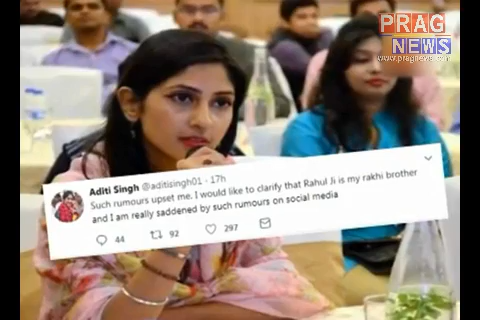 PRAG
NEWS
www.pragnews.com
Aditi Singh @aditisingh01 · 17h
Such rumours upset me. I would like to clarify that Rahul Ji is my rakhi brother
and I am really saddened by such rumours on social media
44 92 297